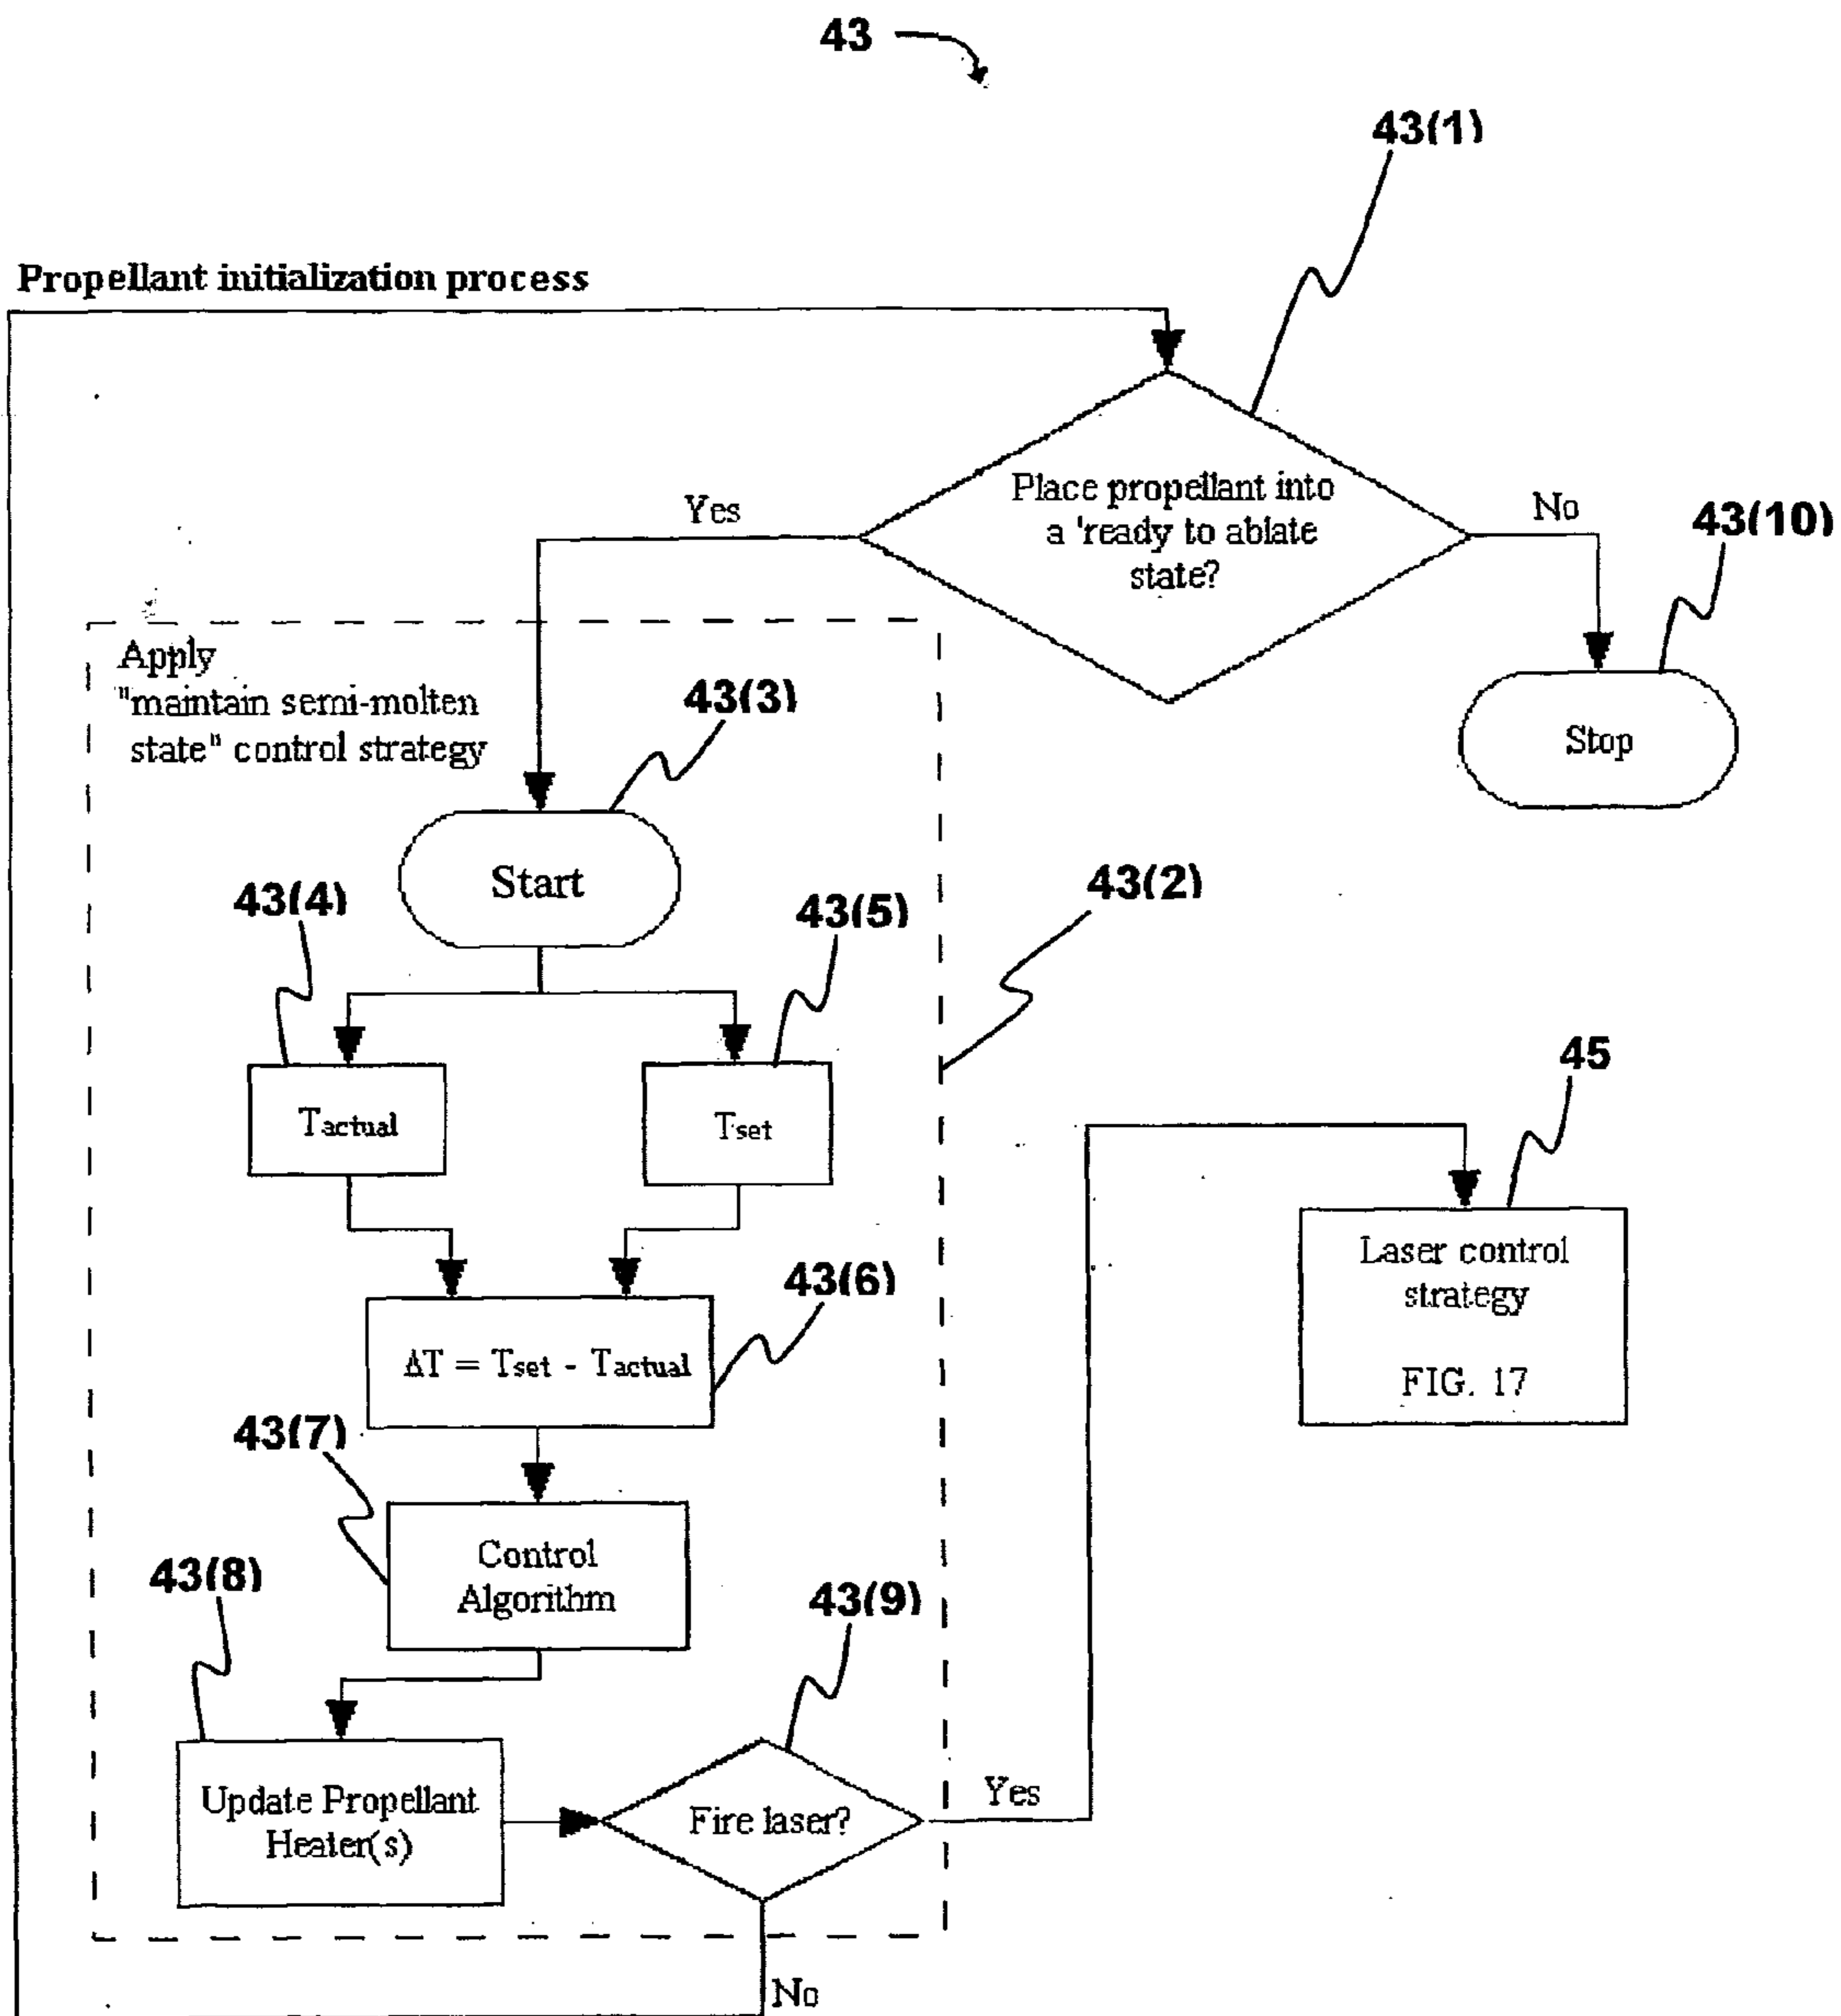 43
43(1)
Propellant initialization process
Place propellant into
a 'ready to ablate
state?
Yes
No
43(10)
Stop
Apply
"maintain semi-molten
state" control strategy
43(3)
Start
43(2)
43(4)
43(5)
Tactual
Tset
45
Laser control
strategy
FIG. 17
43(6)
ΔT = Tset - Tactual
43(7)
Control
Algorithm
43(8)
43(9)
Update Propellant
Heater(s)
Fire laser?
Yes
No